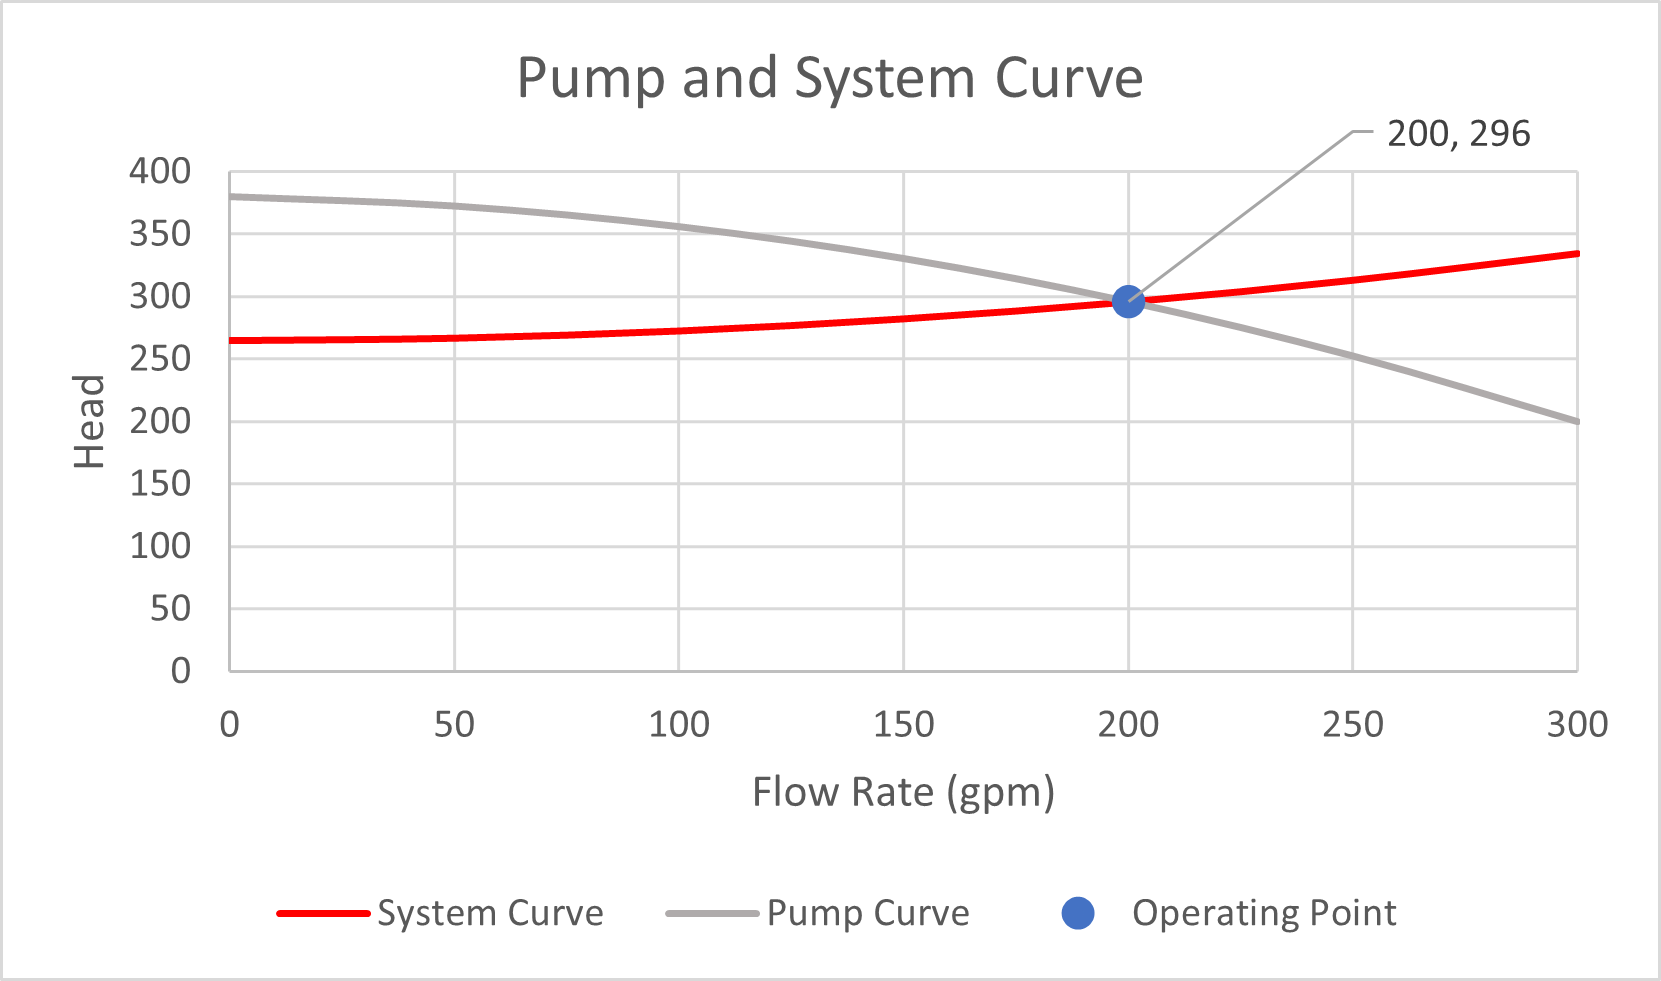 Pump and System Curve
200, 296
400
350
300
250
200
150
100
50
0
Head
0 50 100 150 200 250 300
Flow Rate (gpm)
System Curve Pump Curve Operating Point